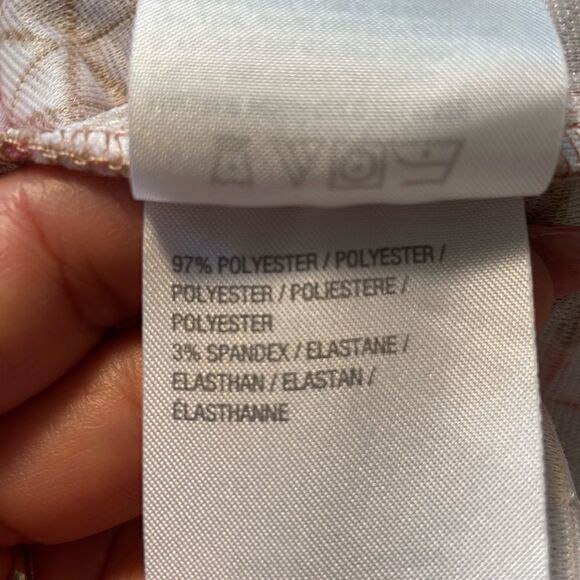 97% POLYESTER / POLYESTER /
POLYESTER / POLIESTERE /
POLYESTER
3% SPANDEX / ELASTANE /
ELASTHAN / ELASTAN /
ÉLASTHANNE